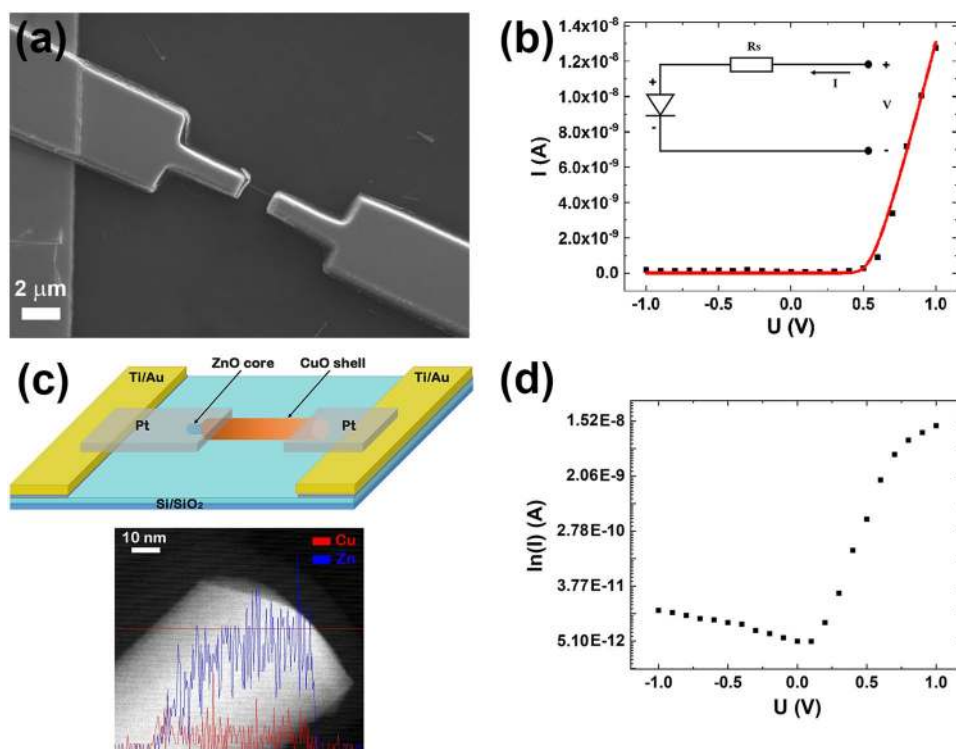 (a)
2 μm
(b)
I (A)
1.4x10⁻⁸
1.2x10⁻⁸
1.0x10⁻⁸
8.0x10⁻⁹
6.0x10⁻⁹
4.0x10⁻⁹
2.0x10⁻⁹
0.0
Rs
I
+
V
-
+
-
-1.0 -0.5 0.0 0.5 1.0
U (V)
(c)
ZnO core CuO shell
Ti/Au Ti/Au
Pt Pt
Si/SiO₂
10 nm
Cu
Zn
(d)
ln(I) (A)
1.52E-8
2.06E-9
2.78E-10
3.77E-11
5.10E-12
-1.0 -0.5 0.0 0.5 1.0
U (V)